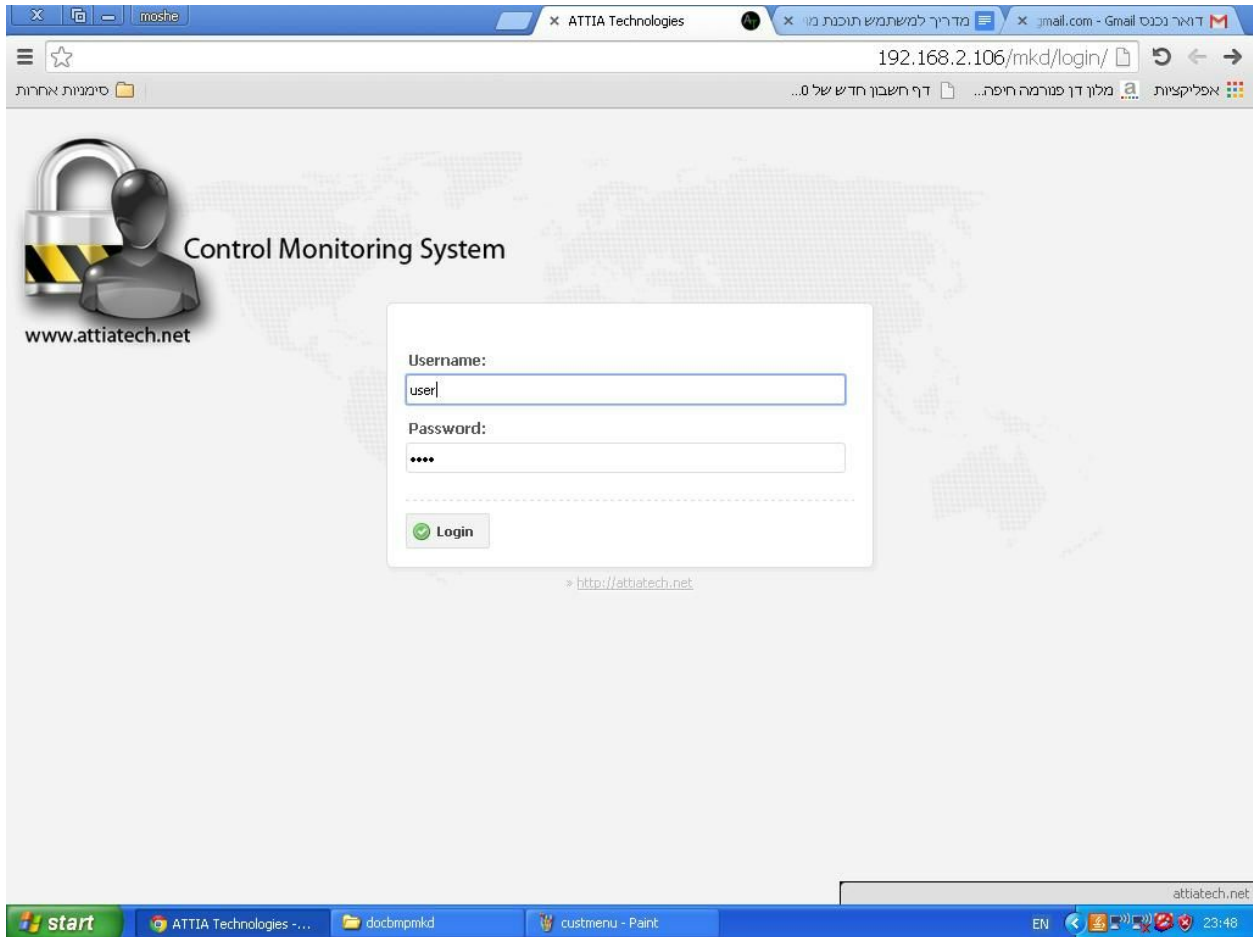 moshe
ATTIA Technologies
מדריך למשתמש תוכנת מו
mail.com - Gmail דואר נכנס
192.168.2.106/mkd/login/
סימניות אחרות
דף חשבון חדש של 0...
מלון דן פנורמה חיפה...
אפליקציות
Control Monitoring System
www.attiatech.net
Username:
user
Password:
••••
Login
» http://attiatech.net
attiatech.net
start
ATTIA Technologies -...
docbmpmkd
custmenu - Paint
EN
23:48